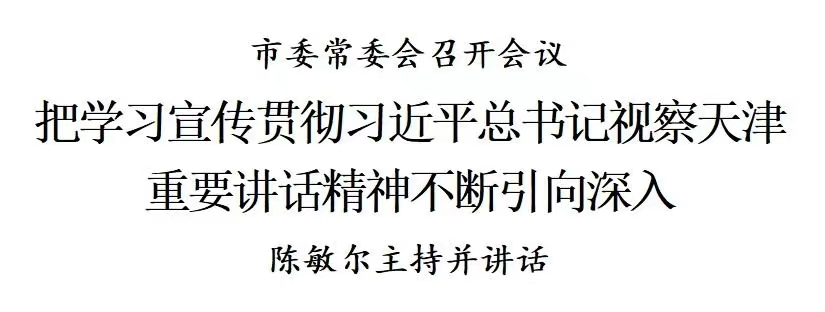 市委常委会召开会议
把学习宣传贯彻习近平总书记视察天津
重要讲话精神不断引向深入
陈敏尔主持并讲话